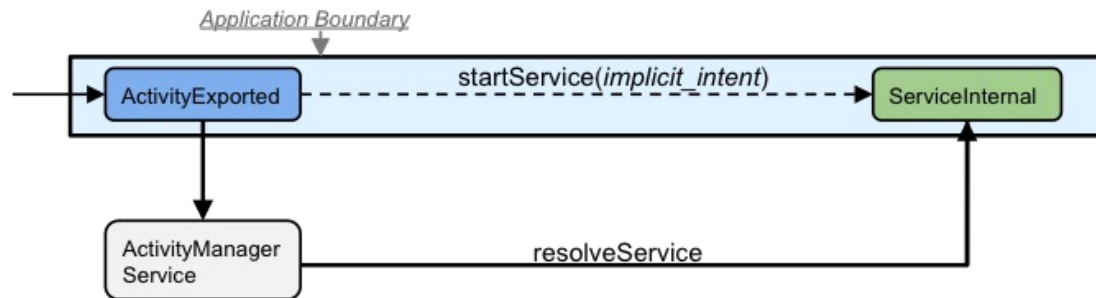 Application Boundary
ActivityExported
startService(implicit_intent)
ServiceInternal
ActivityManager
Service
resolveService